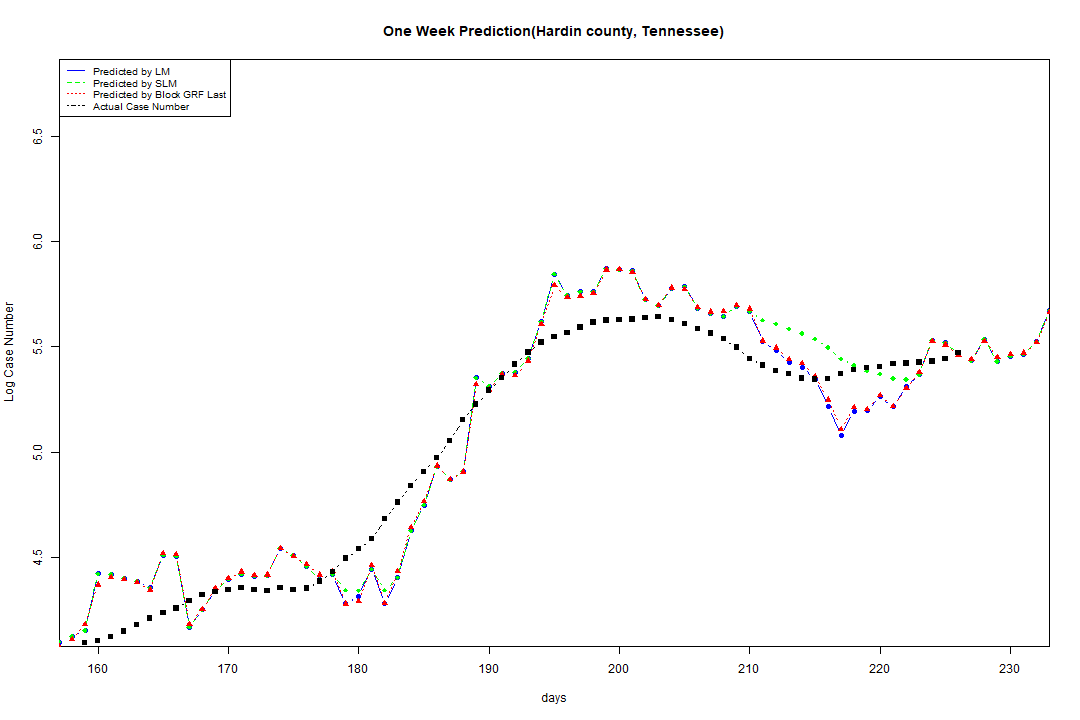 One Week Prediction(Hardin county, Tennessee)
Predicted by LM
Predicted by SLM
Predicted by Block GRF Last
Actual Case Number
6.5
6.0
5.5
5.0
4.5
Log Case Number
160 170 180 190 200 210 220 230
days